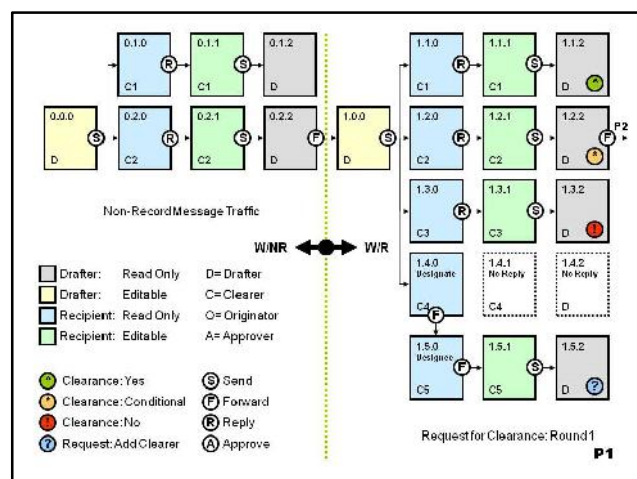 0.1.0
C1
R
0.1.1
C1
S
0.1.2
D
0.0.0
D
S
0.2.0
C2
R
0.2.1
C2
S
0.2.2
D
F
1.0.0
D
S
1.1.0
C1
R
1.1.1
C1
S
1.1.2
D
^
1.2.0
C2
R
1.2.1
C2
S
1.2.2
D
*
F
P2
1.3.0
C3
R
1.3.1
C3
S
1.3.2
D
!
1.4.0
Designate
C4
F
1.4.1
No Reply
C4
1.4.2
No Reply
D
1.5.0
Designee
C5
F
1.5.1
C5
S
1.5.2
D
?
Non-Record Message Traffic
W/NR
W/R
Drafter: Read Only D= Drafter
Drafter: Editable C= Clearer
Recipient: Read Only O= Originator
Recipient: Editable A= Approver
^ Clearance: Yes S Send
* Clearance: Conditional F Forward
! Clearance: No R Reply
? Request: Add Clearer A Approve
Request for Clearance: Round 1
P1